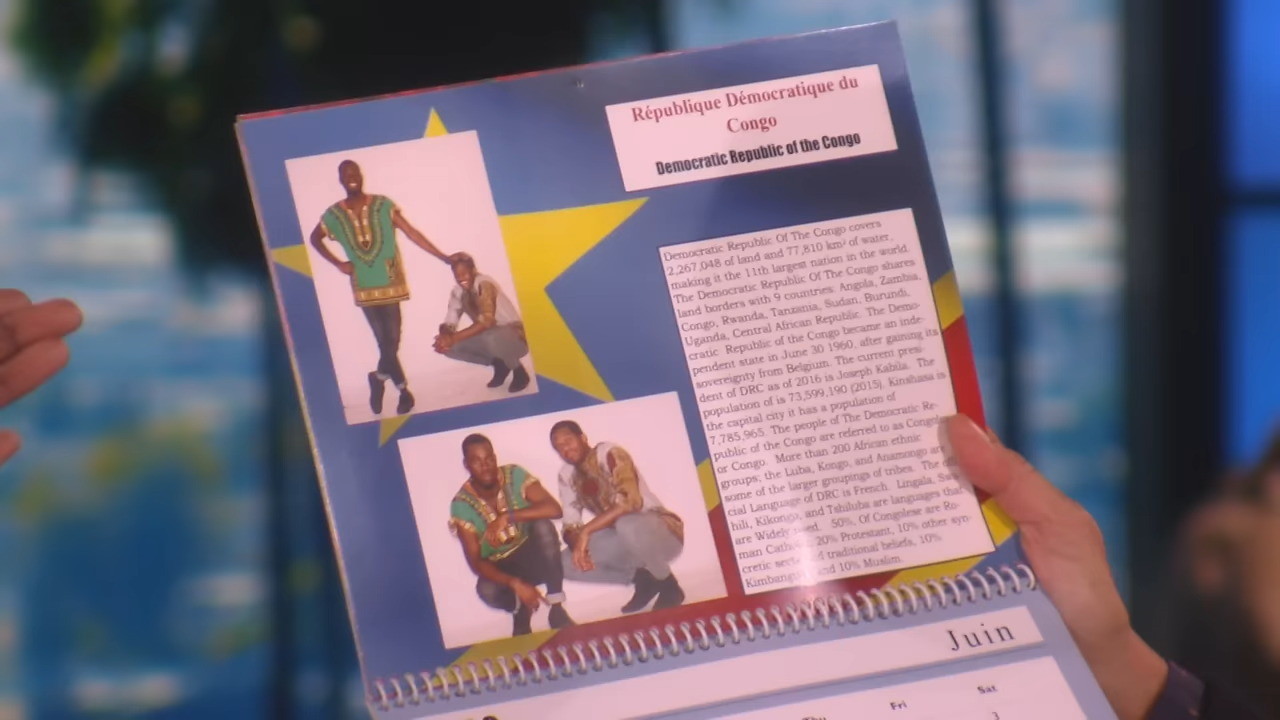 République Démocratique du
Congo
Democratic Republic of the Congo
Democratic Republic Of The Congo covers
2,267,048 of land and 77,810 km² of water,
making it the 11th largest nation in the world.
The Democratic Republic Of The Congo shares
land borders with 9 countries: Angola, Zambia,
Congo, Rwanda, Tanzania, Sudan, Burundi,
Uganda, Central African Republic. The Demo-
cratic Republic of the Congo became an inde-
pendent state in June 30 1960, after gaining its
sovereignty from Belgium. The current presi-
dent of DRC as of 2016 is Joseph Kabila. The
population of is 73,599,190 (2015). Kinshasa is
the capital city it has a population of
7,785,965. The people of The Democratic Re-
public of the Congo are referred to as
or Congo. More than 200 African ethnic
groups; the Luba, Kongo, and Anamongo are
some of the larger groupings of tribes. The
cial Language of DRC is French. Lingala,
hili, Kikongo, and Tshiluba are languages that
are Widely used. 50%, Of Congolese are Ro-
man 20% Protestant, 10% other syn-
cretic traditional beliefs, 10%
and 10% Muslim.
Juin
Thu Fri Sat
3